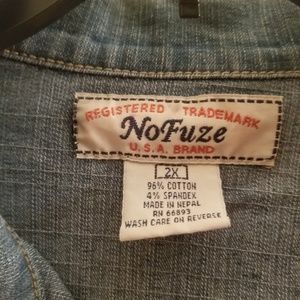 REGISTERED TRADEMARK
NoFuze
U.S.A. BRAND
2X
96% COTTON
4% SPANDEX
MADE IN NEPAL
RN 66893
WASH CARE ON REVERSE